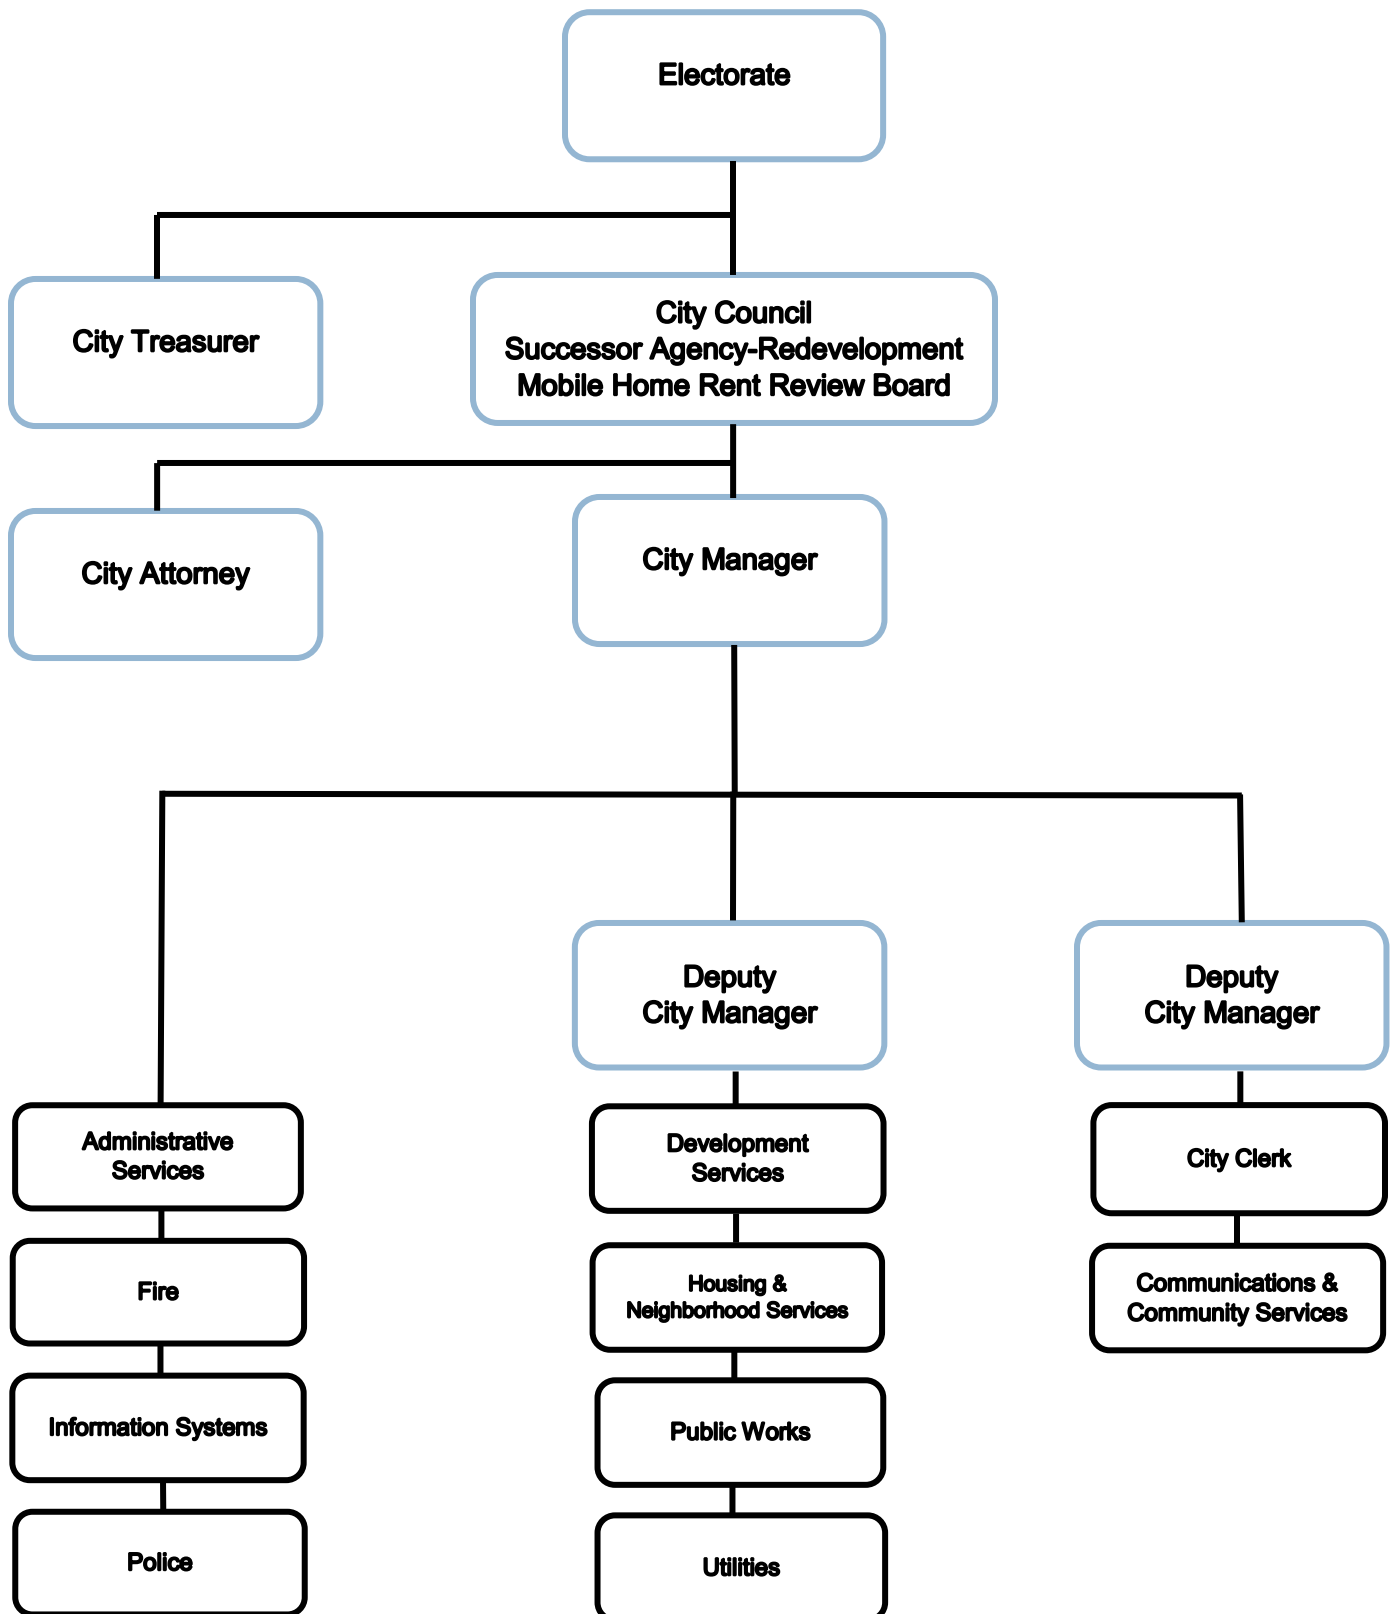 Electorate
City Treasurer
City Council
Successor Agency-Redevelopment
Mobile Home Rent Review Board
City Attorney
City Manager
Deputy
City Manager
Deputy
City Manager
Administrative
Services
Development
Services
City Clerk
Fire
Housing &
Neighborhood Services
Communications &
Community Services
Information Systems
Public Works
Police
Utilities